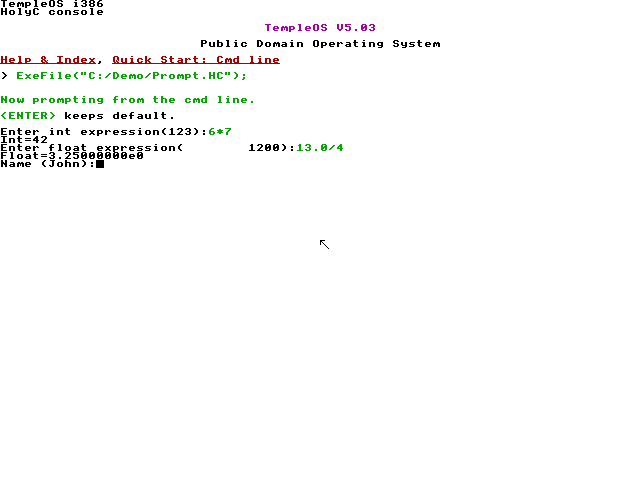 TempleOS i386
HolyC console
TempleOS V5.03
Public Domain Operating System
Help & Index, Quick Start: Cmd line
> ExeFile("C:/Demo/Prompt.HC");
Now prompting from the cmd line.
<ENTER> keeps default.
Enter int expression(123):6*7
Int=42
Enter float expression(        1200):13.0/4
Float=3.25000000e0
Name (John):